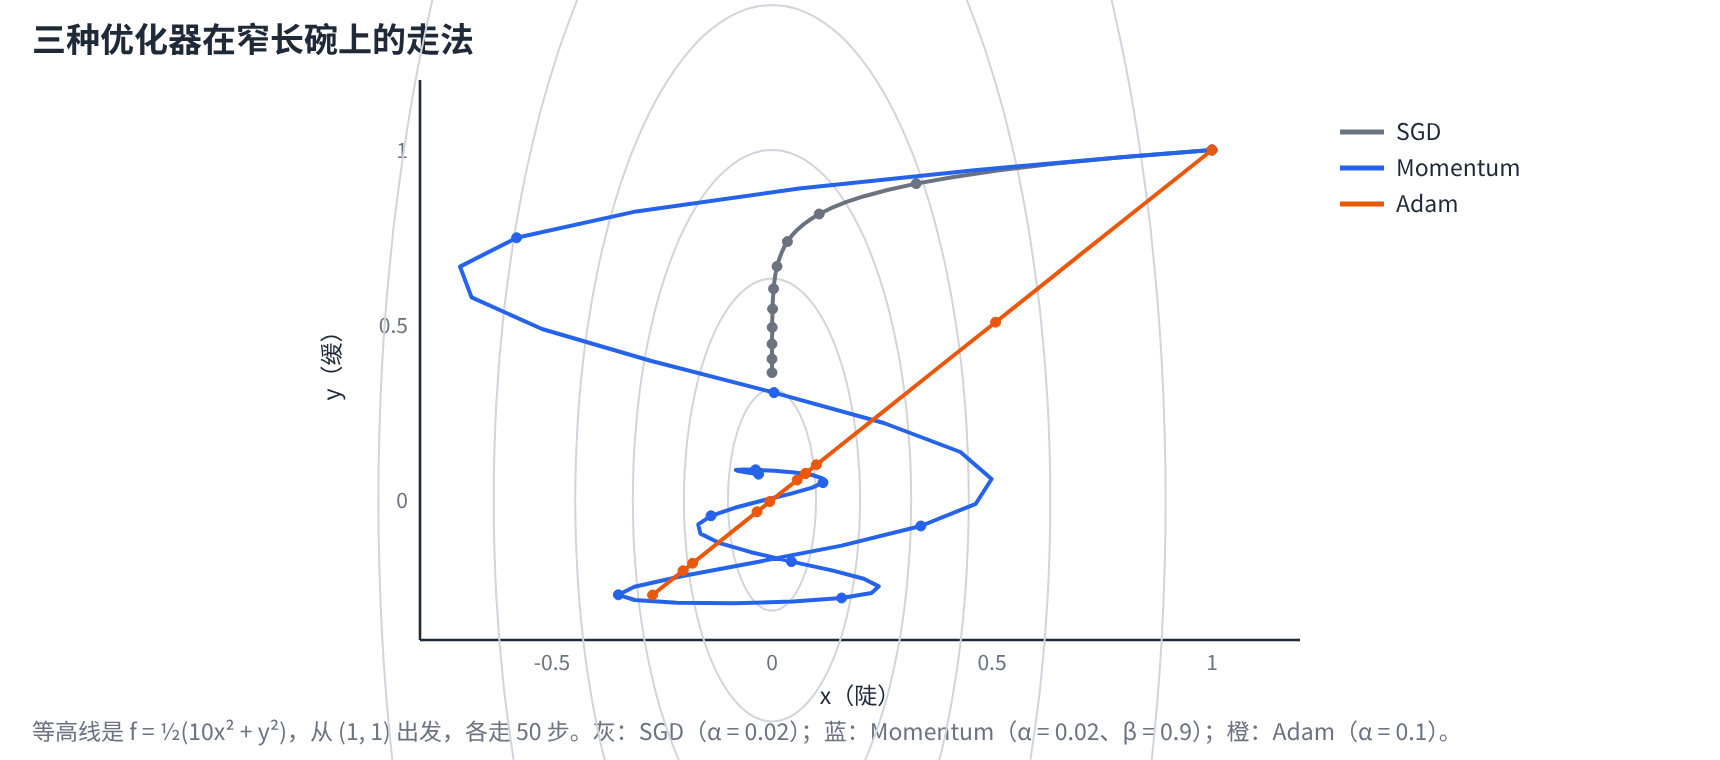 三种优化器在窄长碗上的走法
SGD
Momentum
Adam
1
0.5
0
y（缓）
-0.5
0
0.5
1
x（陡）
等高线是 f = ½(10x² + y²)，从 (1, 1) 出发，各走 50 步。灰：SGD（α = 0.02）；蓝：Momentum（α = 0.02、β = 0.9）；橙：Adam（α = 0.1）。